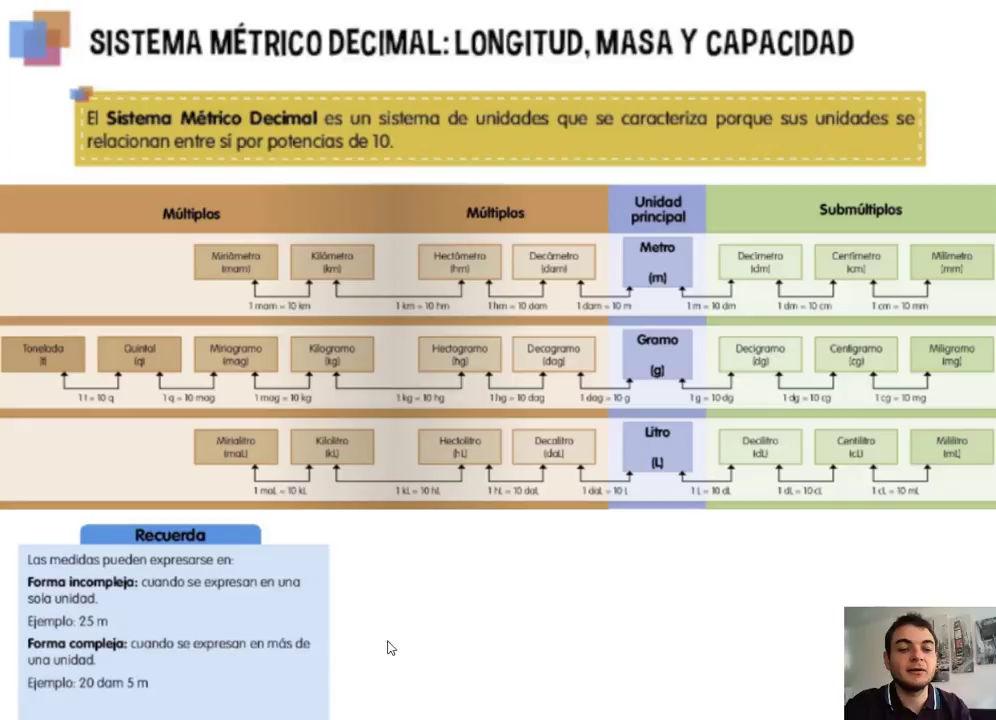 SISTEMA MÉTRICO DECIMAL: LONGITUD, MASA Y CAPACIDAD
El Sistema Métrico Decimal es un sistema de unidades que se caracteriza porque sus unidades se
relacionan entre sí por potencias de 10.
Múltiplos Múltiplos Unidad principal Submúltiplos
Miriámetro Kilómetro Hectómetro Decámetro Metro Decímetro Centímetro Milímetro
(mam) (km) (hm) (dam) (m) (dm) (cm) (mm)
1 mam = 10 km 1 km = 10 hm 1 hm = 10 dam 1 dam = 10 m 1 m = 10 dm 1 dm = 10 cm 1 cm = 10 mm
Tonelada Quintal Miriagramo Kilogramo Hectogramo Decagramo Gramo Decigramo Centigramo Miligramo
(t) (q) (mag) (kg) (hg) (dag) (g) (dg) (cg) (mg)
1 t = 10 q 1 q = 10 mag 1 mag = 10 kg 1 kg = 10 hg 1 hg = 10 dag 1 dag = 10 g 1 g = 10 dg 1 dg = 10 cg 1 cg = 10 mg
Mirialitro Kilolitro Hectolitro Decalitro Litro Decilitro Centilitro Mililitro
(maL) (kL) (hL) (daL) (L) (dL) (cL) (mL)
1 maL = 10 kL 1 kL = 10 hL 1 hL = 10 daL 1 daL = 10 L 1 L = 10 dL 1 dL = 10 cL 1 cL = 10 mL
Recuerda
Las medidas pueden expresarse en:
Forma incompleja: cuando se expresan en una
sola unidad.
Ejemplo: 25 m
Forma compleja: cuando se expresan en más de
una unidad.
Ejemplo: 20 dam 5 m